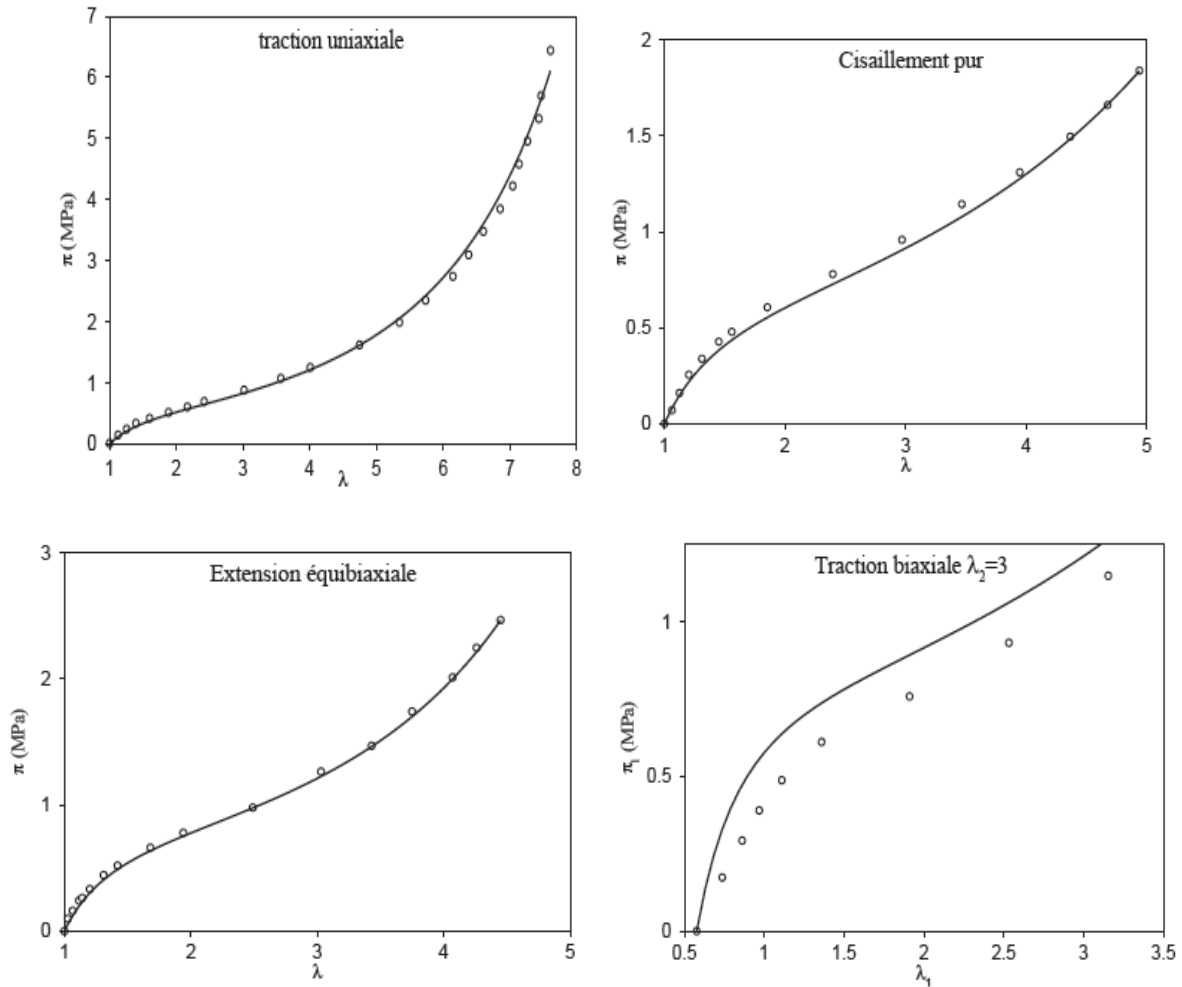 traction uniaxiale
7
6
5
4
3
2
1
0
π (MPa)
1 2 3 4 5 6 7 8
λ
Cisaillement pur
2
1.5
1
0.5
0
π (MPa)
1 2 3 4 5
λ
Extension équibiaxiale
3
2
1
0
π (MPa)
1 2 3 4 5
λ
Traction biaxiale λ₂=3
1
0.5
0
π₁ (MPa)
0.5 1 1.5 2 2.5 3 3.5
λ₁